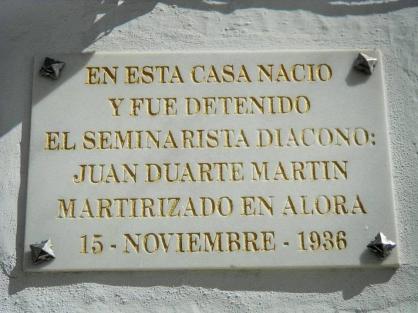 EN ESTA CASA NACIO
Y FUE DETENIDO
EL SEMINARISTA DIACONO:
JUAN DUARTE MARTIN
MARTIRIZADO EN ALORA
15 - NOVIEMBRE - 1936